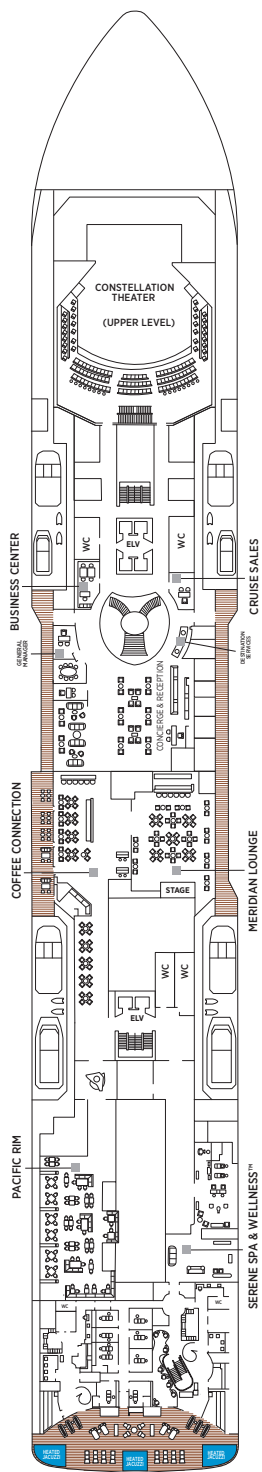 CONSTELLATION
THEATER
(UPPER LEVEL)
WC
ELV
WC
BUSINESS CENTER
CRUISE SALES
GENERAL
MANAGER
DESTINATION
SERVICES
CONCIERGE & RECEPTION
COFFEE CONNECTION
MERIDIAN LOUNGE
STAGE
WC
WC
ELV
PACIFIC RIM
SERENE SPA & WELLNESS™
WC
WC
HEATED
JACUZZI
HEATED
JACUZZI
HEATED
JACUZZI